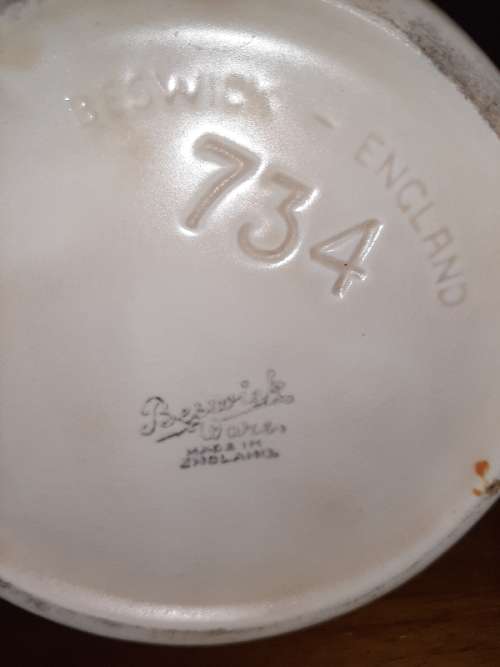 BESWICK - ENGLAND
734
Beswick
Ware.
MADE IN
ENGLAND.